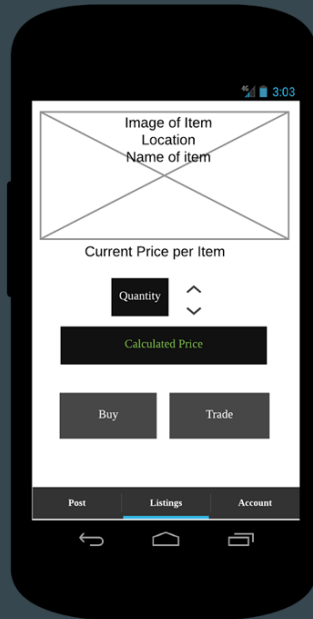 4G 3:03
Image of Item
Location
Name of item
Current Price per Item
Quantity
Calculated Price
Buy Trade
Post Listings Account